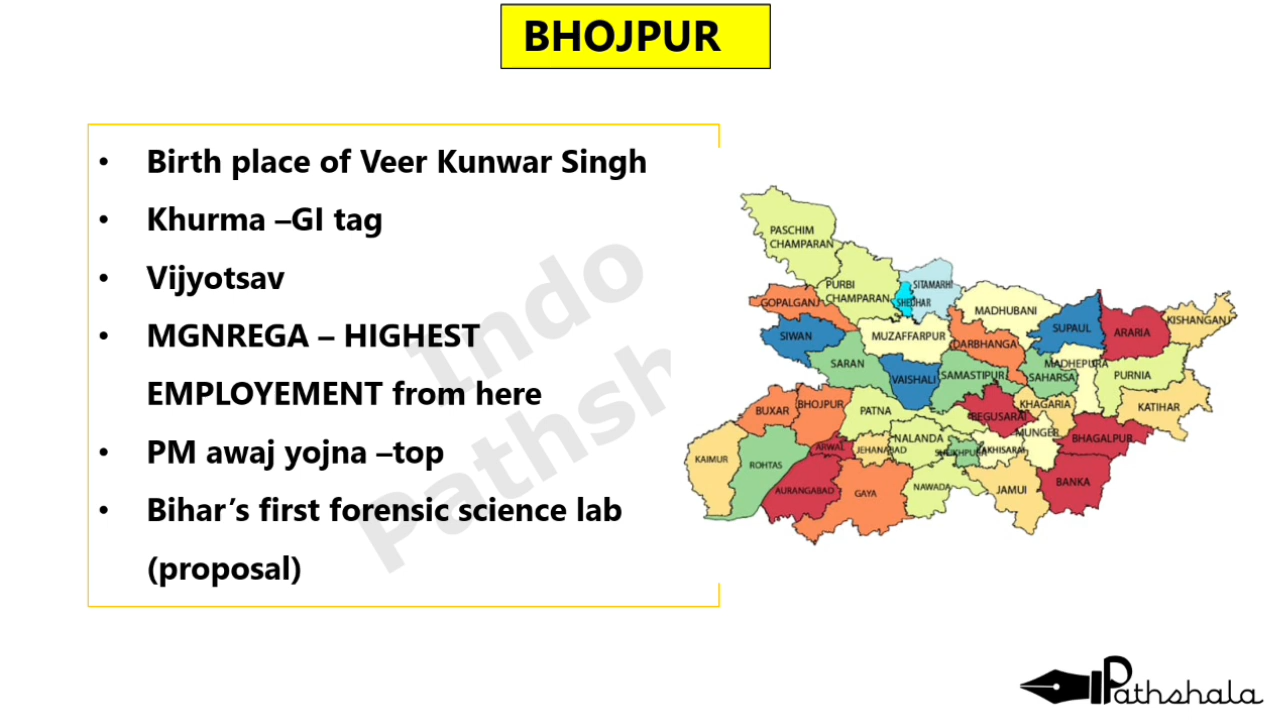 BHOJPUR
• Birth place of Veer Kunwar Singh
• Khurma –GI tag
• Vijyotsav
• MGNREGA – HIGHEST
EMPLOYEMENT from here
• PM awaj yojna –top
• Bihar's first forensic science lab
(proposal)
Indo
Pathsh
PASCHIM
CHAMPARAN
PURBI
CHAMPARAN
SITAMARHI
SHEOHAR
GOPALGANJ
MADHUBANI
KISHANGANJ
SIWAN
MUZAFFARPUR
DARBHANGA
SUPAUL
ARARIA
SARAN
VAISHALI
SAMASTIPUR
SAHARSA
MADHEPURA
PURNIA
BUXAR
BHOJPUR
PATNA
BEGUSARAI
KHAGARIA
KATIHAR
KAIMUR
ROHTAS
ARWAL
JEHANABAD
NALANDA
SHEIKHPURA
LAKHISARAI
MUNGER
BHAGALPUR
AURANGABAD
GAYA
NAWADA
JAMUI
BANKA
Pathshala